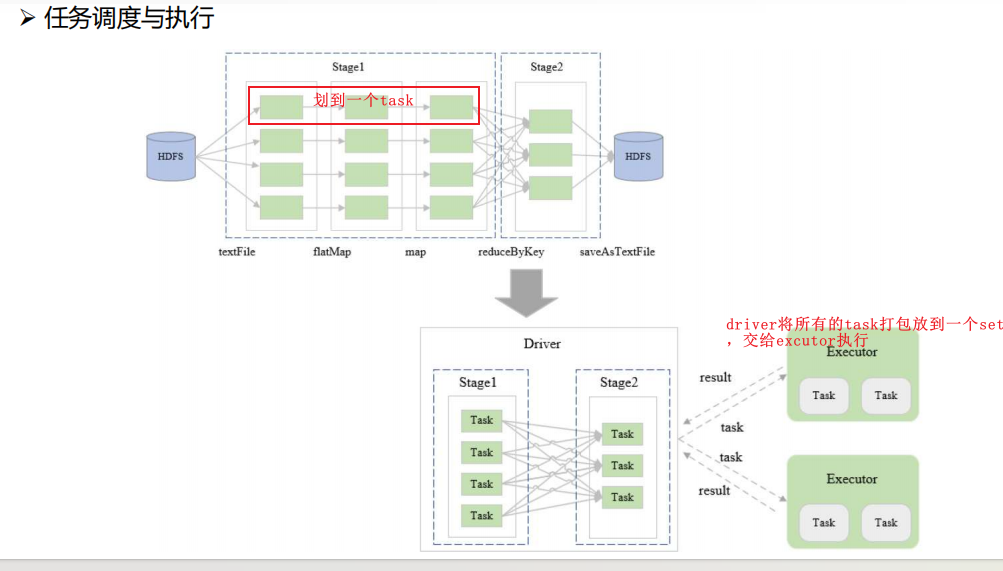 ➢ 任务调度与执行
Stage1
Stage2
划到一个task
HDFS
HDFS
textFile
flatMap
map
reduceByKey
saveAsTextFile
driver将所有的task打包放到一个set
，交给excutor执行
Driver
Executor
Stage1
Stage2
result
Task
Task
Task
Task
task
Task
Task
Task
task
Task
Task
result
Executor
Task
Task
Task